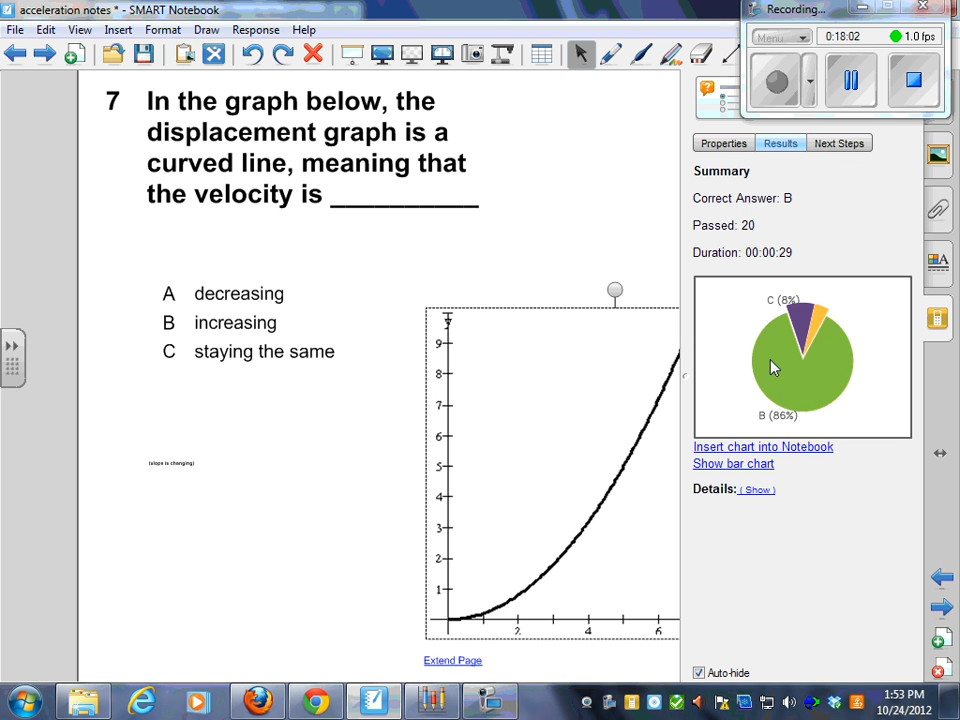 acceleration notes * - SMART Notebook
Recording...
File Edit View Insert Format Draw Response Help
Menu 0:18:02 1.0 fps
7 In the graph below, the
displacement graph is a
curved line, meaning that
the velocity is __________
A decreasing
B increasing
C staying the same
(slope is changing)
9
8
7
6
5
4
3
2
1
2 4 6
Extend Page
Properties Results Next Steps
Summary
Correct Answer: B
Passed: 20
Duration: 00:00:29
C (8%)
B (86%)
Insert chart into Notebook
Show bar chart
Details: ( Show )
Auto-hide
1:53 PM
10/24/2012